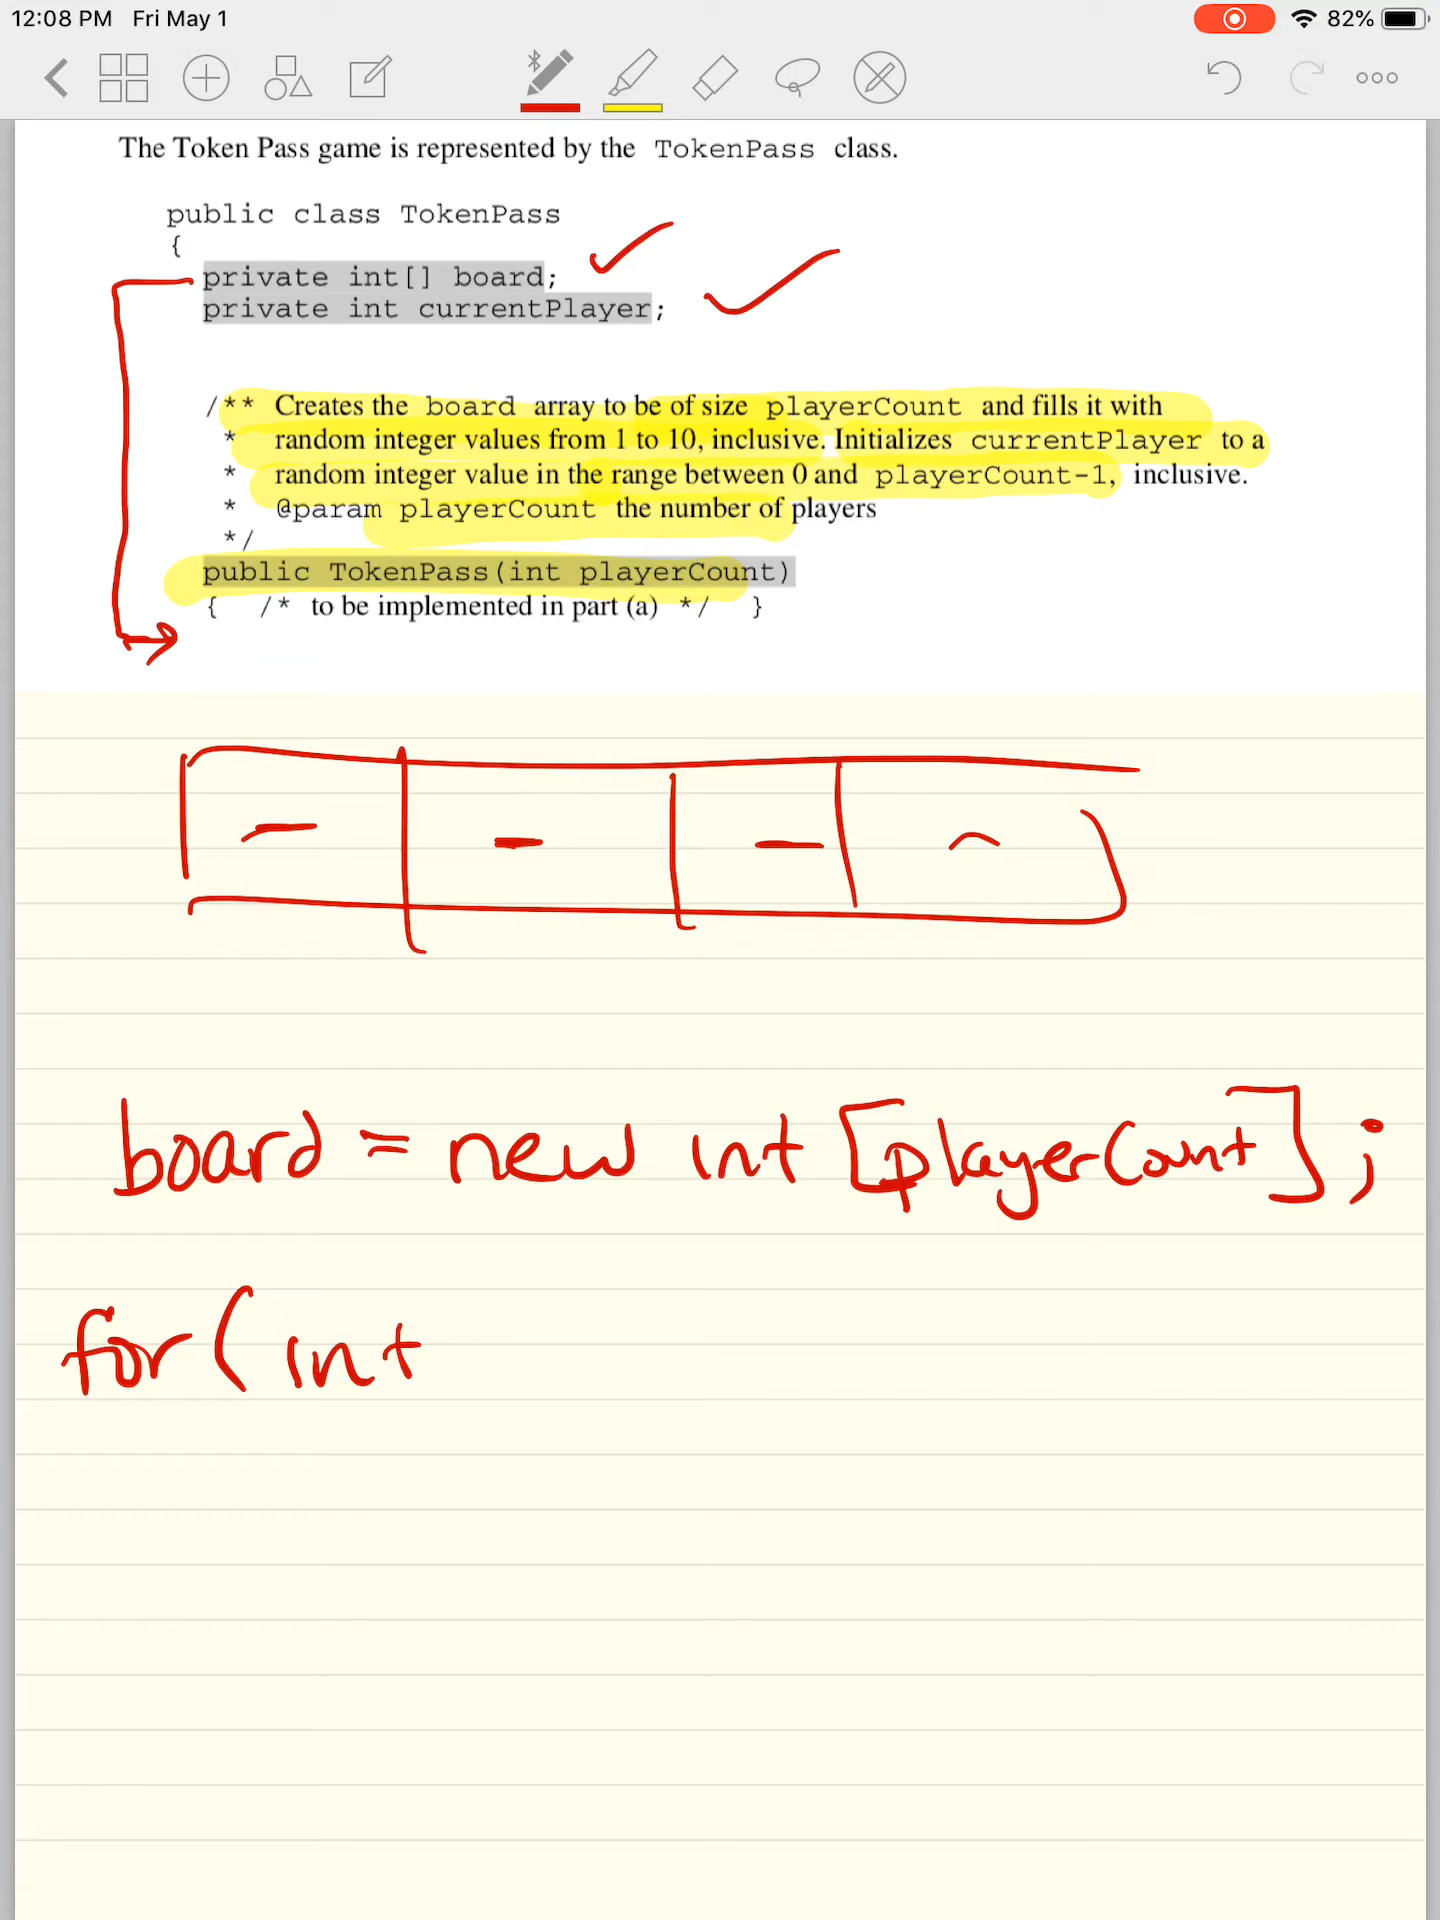 12:08 PM Fri May 1 82%
The Token Pass game is represented by the TokenPass class.
public class TokenPass
{
private int[] board;
private int currentPlayer;
/** Creates the board array to be of size playerCount and fills it with
* random integer values from 1 to 10, inclusive. Initializes currentPlayer to a
* random integer value in the range between 0 and playerCount-1, inclusive.
* @param playerCount the number of players
*/
public TokenPass(int playerCount)
{ /* to be implemented in part (a) */ }
board = new int [playerCount];
for( int